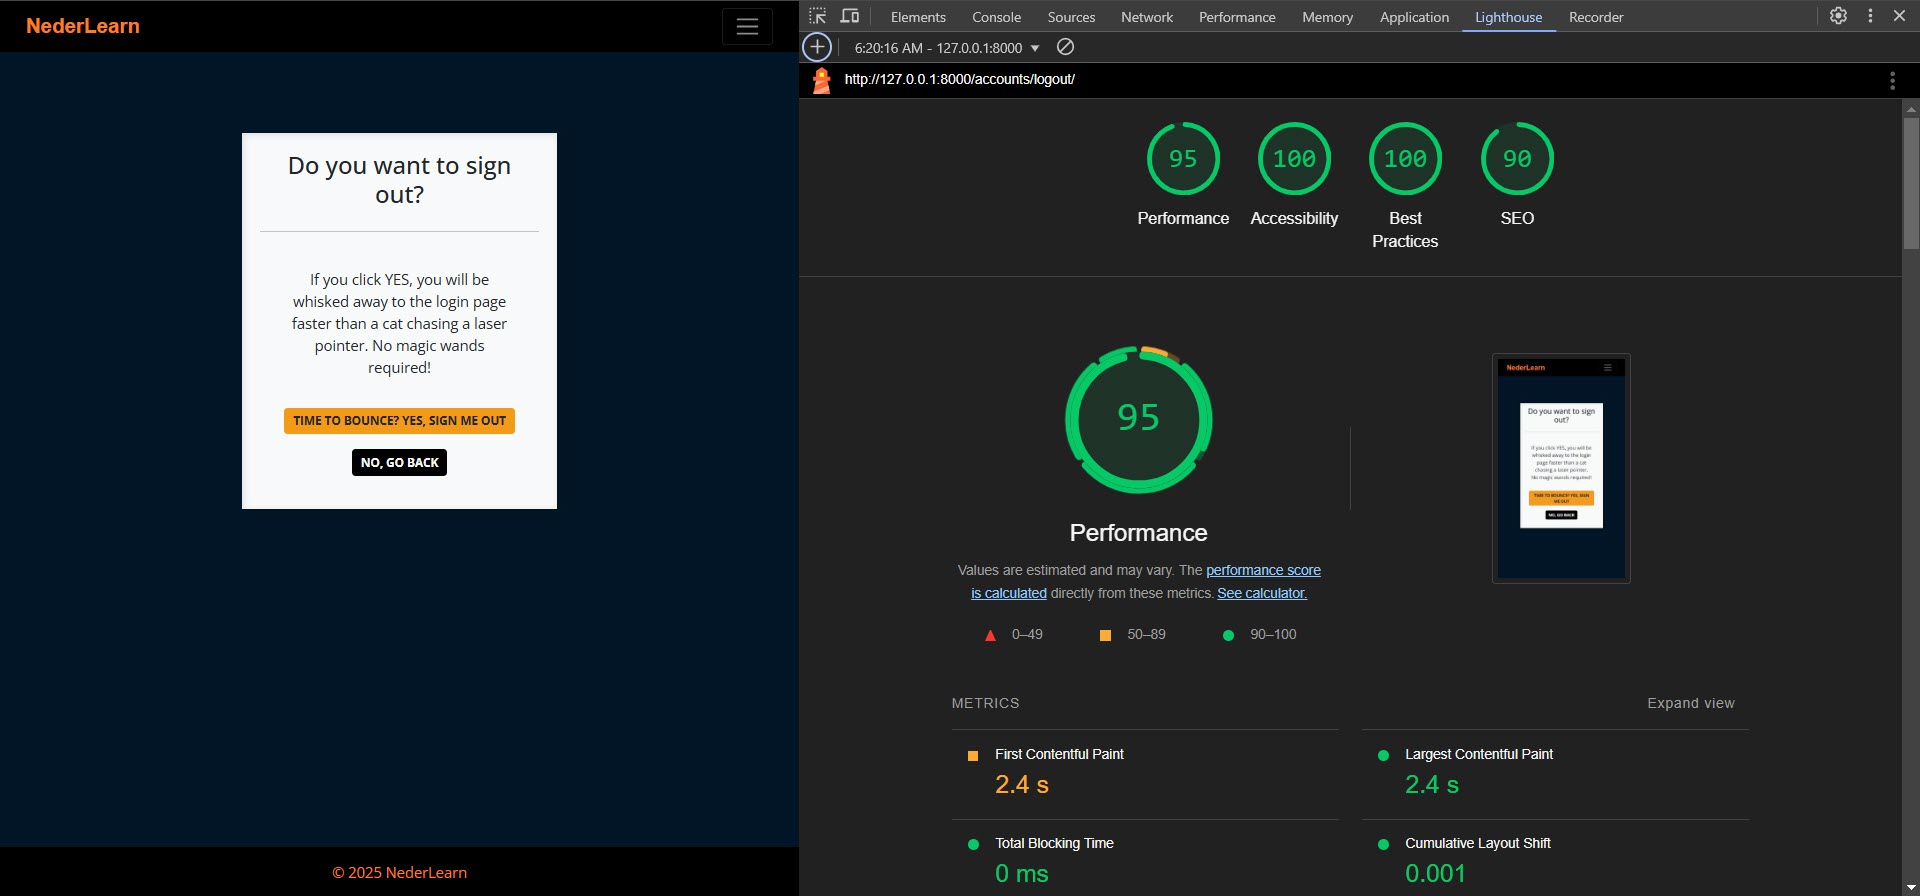 NederLearn
Do you want to sign
out?
If you click YES, you will be
whisked away to the login page
faster than a cat chasing a laser
pointer. No magic wands
required!
TIME TO BOUNCE? YES, SIGN ME OUT
NO, GO BACK
© 2025 NederLearn
Elements Console Sources Network Performance Memory Application Lighthouse Recorder
6:20:16 AM - 127.0.0.1:8000
http://127.0.0.1:8000/accounts/logout/
95 100 100 90
Performance Accessibility Best Practices SEO
95
Performance
Values are estimated and may vary. The performance score
is calculated directly from these metrics. See calculator.
0–49 50–89 90–100
NederLearn
Do you want to sign
out?
If you click YES, you will be
whisked away to the login
page faster than a cat
chasing a laser pointer.
No magic wands required!
TIME TO BOUNCE? YES, SIGN
ME OUT
NO, GO BACK
METRICS
Expand view
First Contentful Paint
2.4 s
Largest Contentful Paint
2.4 s
Total Blocking Time
0 ms
Cumulative Layout Shift
0.001